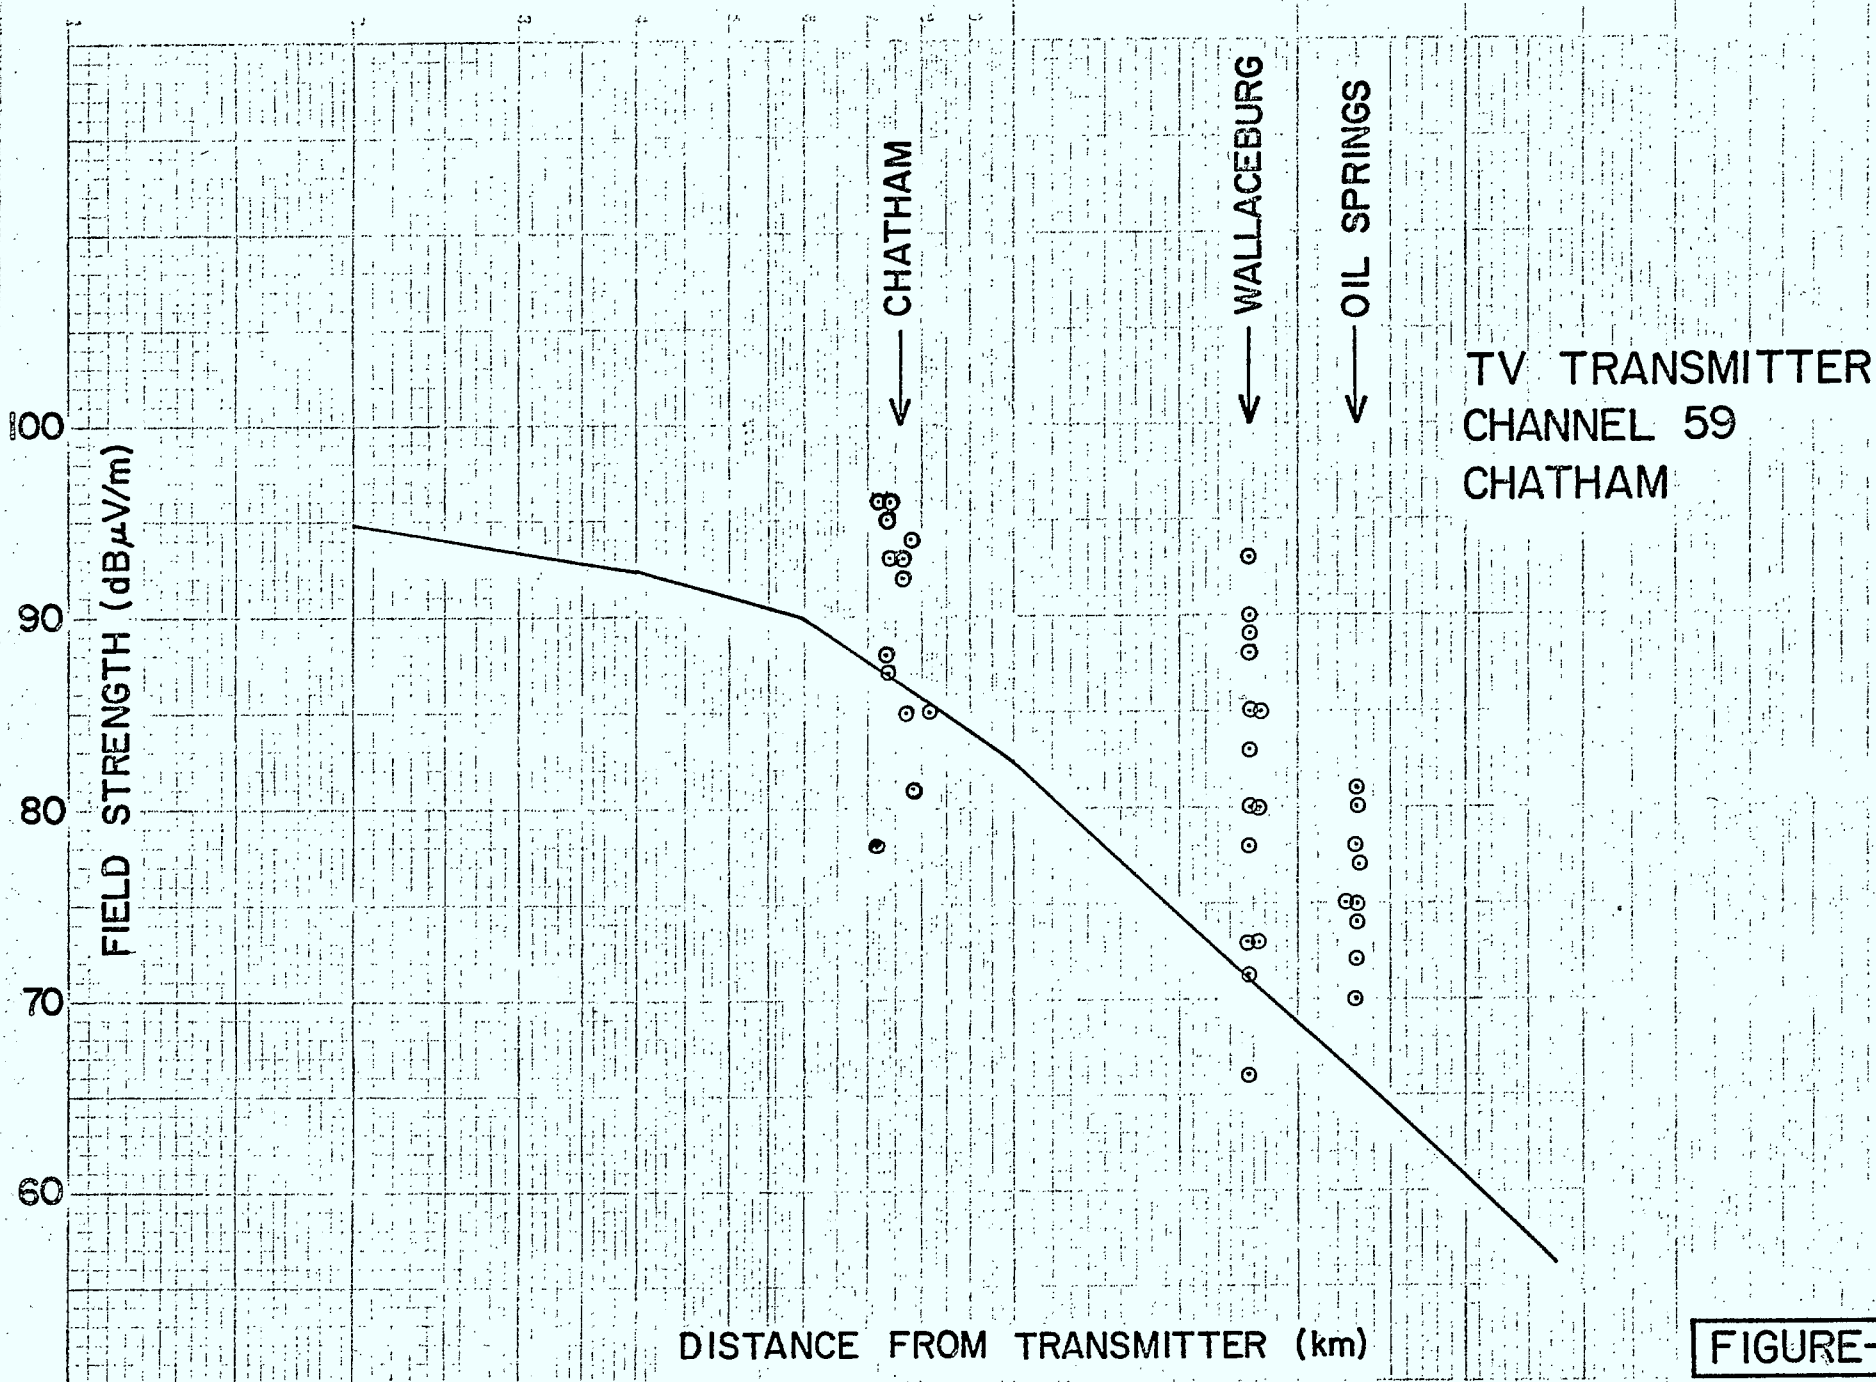 CHATHAM
WALLACEBURG
OIL SPRINGS
TV TRANSMITTER
CHANNEL 59
CHATHAM
100
90
80
70
60
FIELD STRENGTH (dBμV/m)
DISTANCE FROM TRANSMITTER (km)
FIGURE-